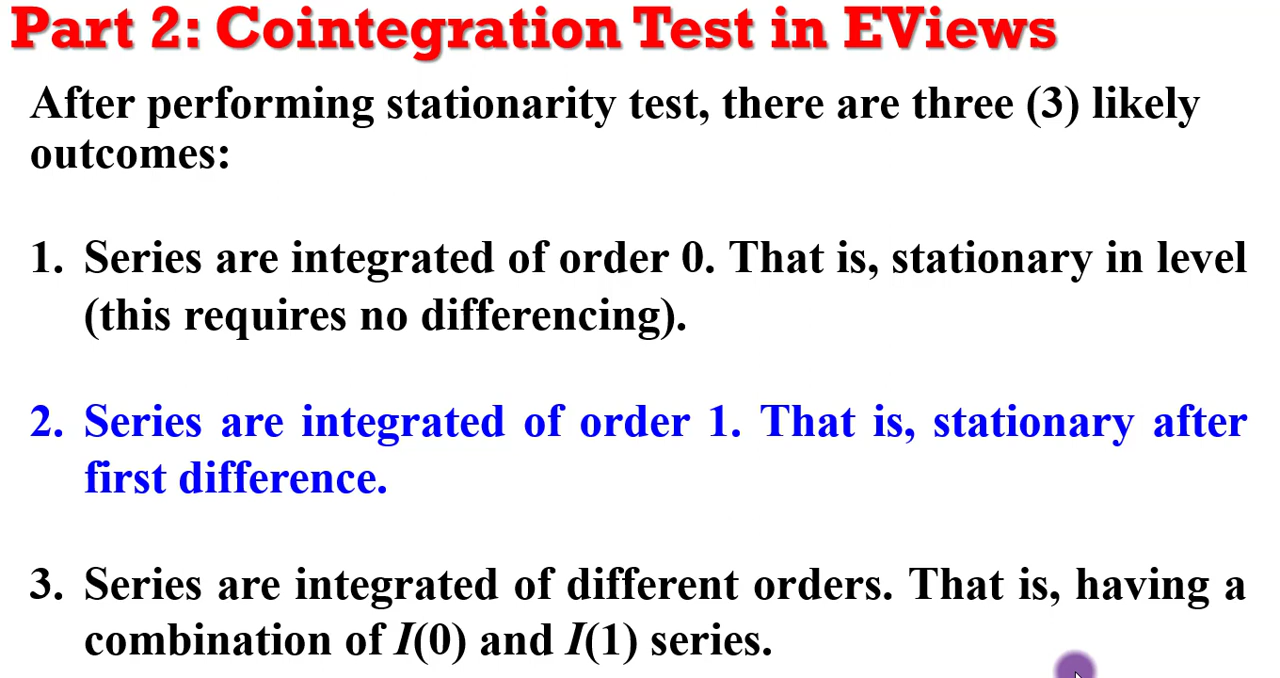 Part 2: Cointegration Test in EViews
After performing stationarity test, there are three (3) likely
outcomes:
1. Series are integrated of order 0. That is, stationary in level
(this requires no differencing).
2. Series are integrated of order 1. That is, stationary after
first difference.
3. Series are integrated of different orders. That is, having a
combination of I(0) and I(1) series.